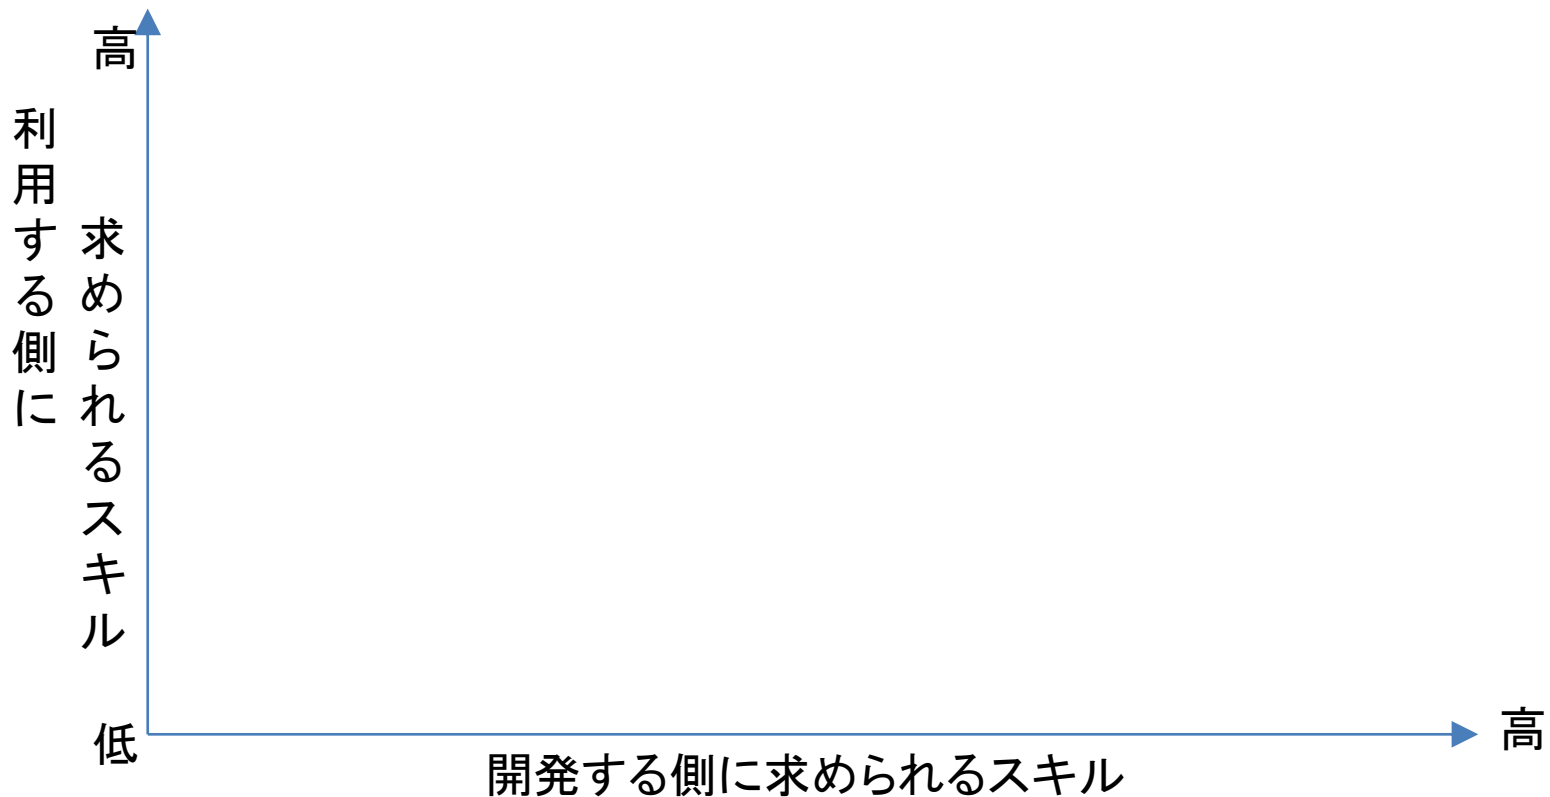 高
利用する側に
求められるスキル
低
開発する側に求められるスキル
高